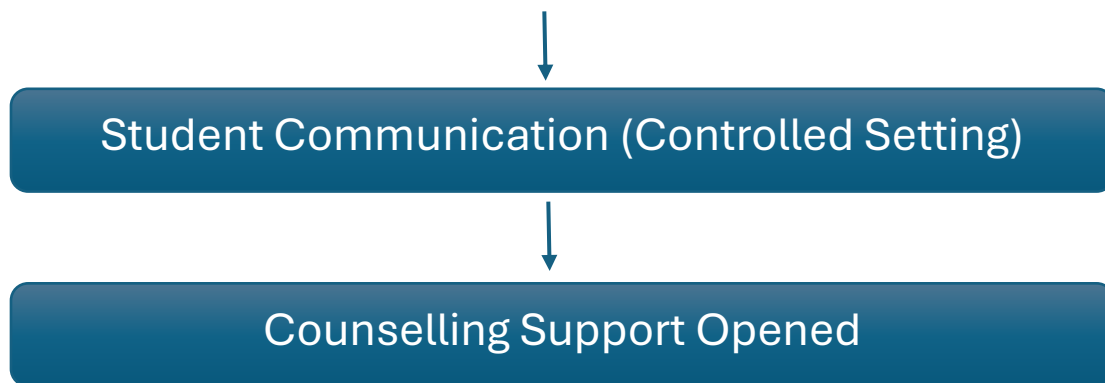 Student Communication (Controlled Setting)
Counselling Support Opened